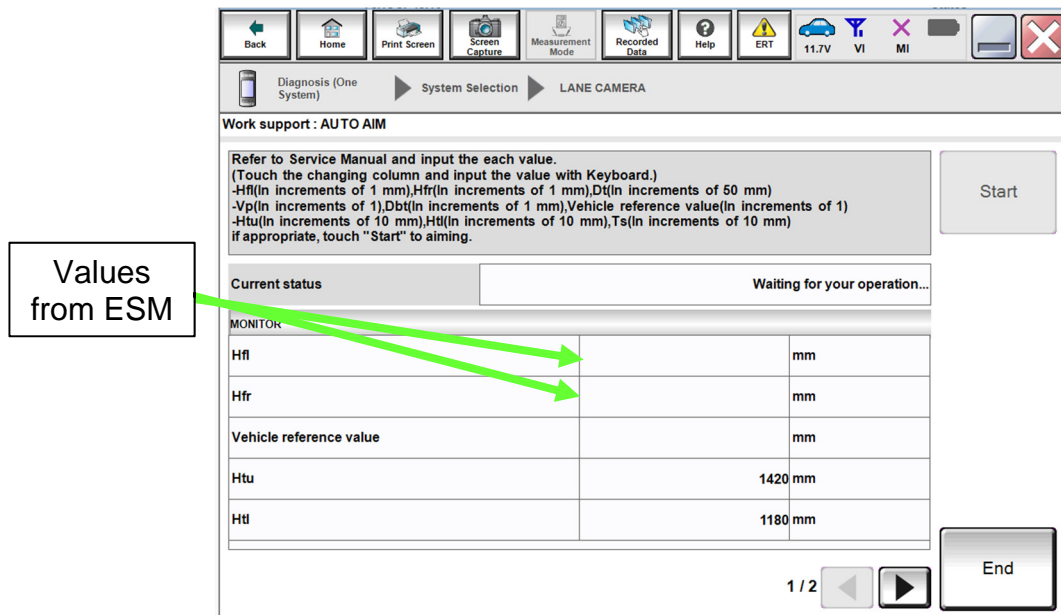 Back
Home
Print Screen
Screen
Capture
Measurement
Mode
Recorded
Data
Help
ERT
11.7V
VI
MI
Diagnosis (One
System)
System Selection
LANE CAMERA
Work support : AUTO AIM
Refer to Service Manual and input the each value.
(Touch the changing column and input the value with Keyboard.)
-Hfl(In increments of 1 mm),Hfr(In increments of 1 mm),Dt(In increments of 50 mm)
-Vp(In increments of 1),Dbt(In increments of 1 mm),Vehicle reference value(In increments of 1)
-Htu(In increments of 10 mm),Htl(In increments of 10 mm),Ts(In increments of 10 mm)
if appropriate, touch "Start" to aiming.
Start
Values
from ESM
Current status
Waiting for your operation...
MONITOR
Hfl mm
Hfr mm
Vehicle reference value mm
Htu 1420 mm
Htl 1180 mm
1 / 2
End